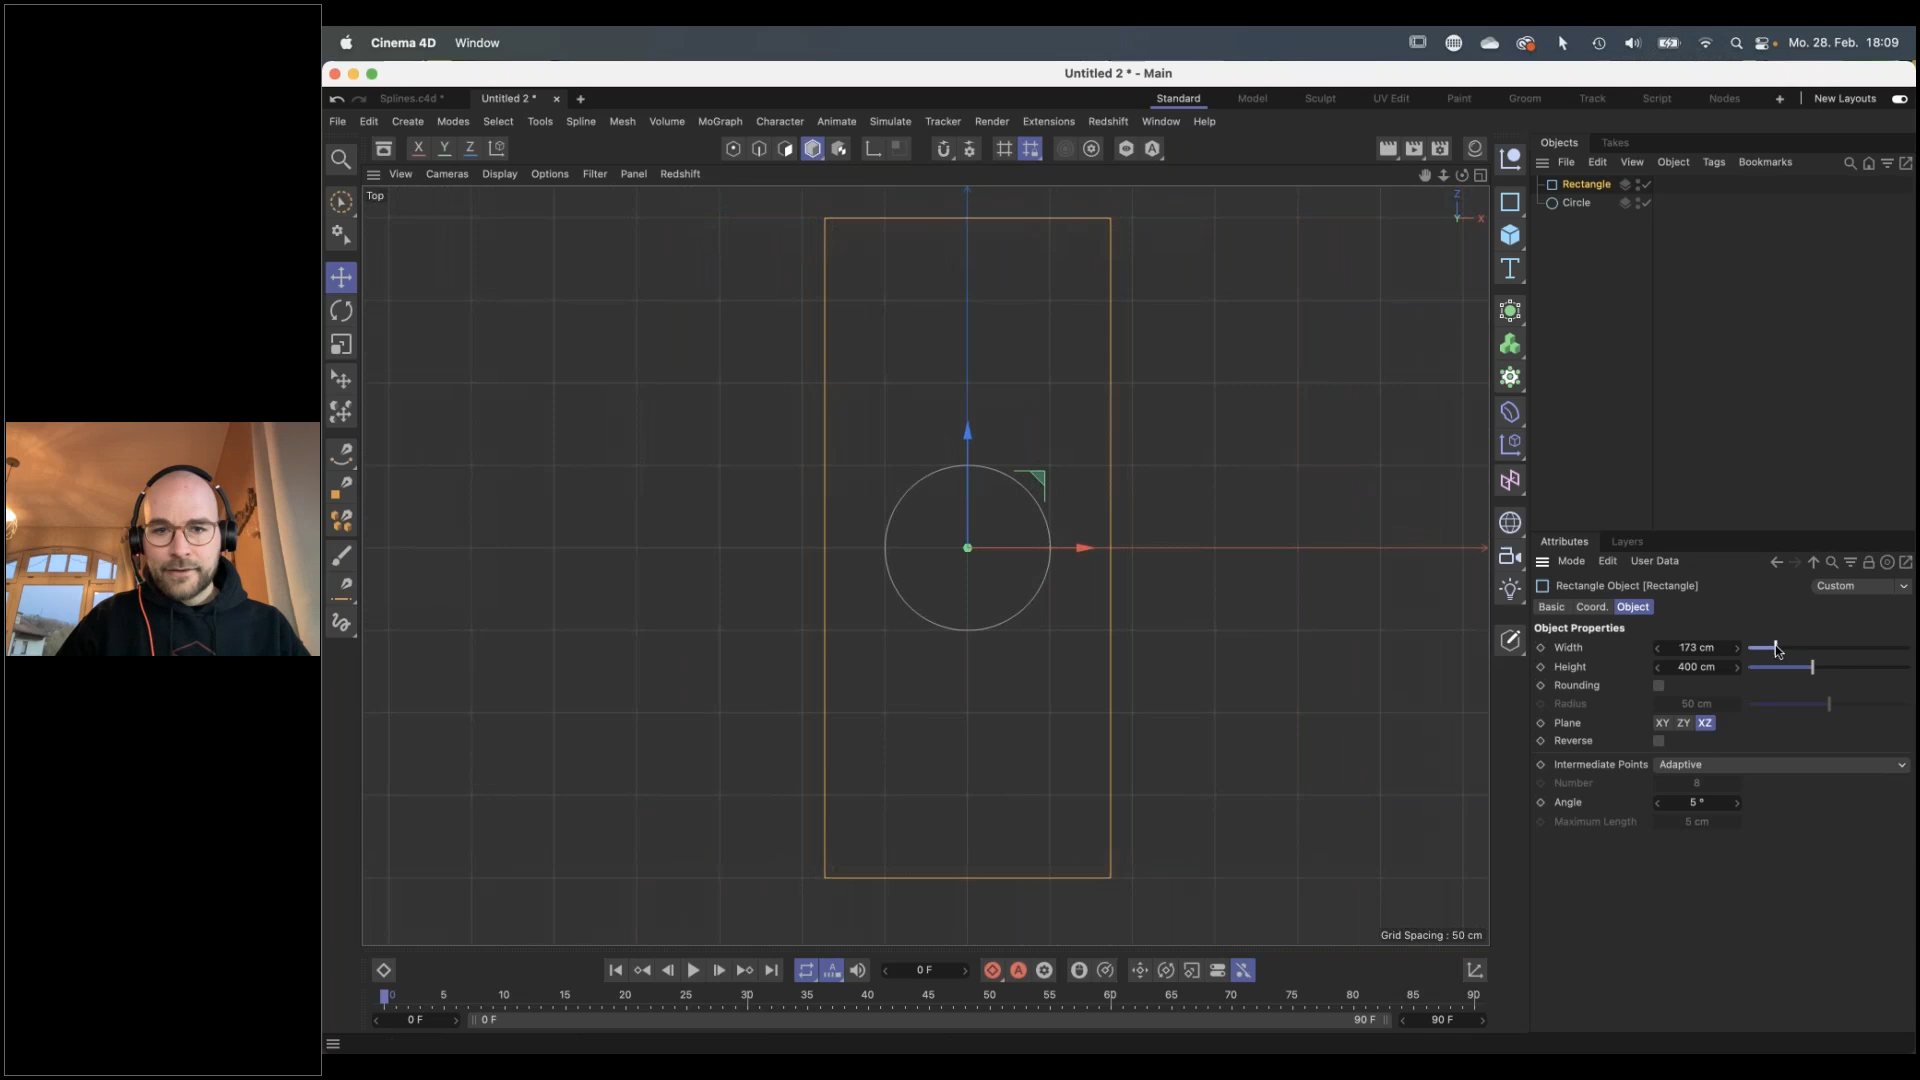 Cinema 4D Window
Mo. 28. Feb. 18:09
Untitled 2 * - Main
Splines.c4d * Untitled 2 *
Standard Model Sculpt UV Edit Paint Groom Track Script Nodes New Layouts
File Edit Create Modes Select Tools Spline Mesh Volume MoGraph Character Animate Simulate Tracker Render Extensions Redshift Window Help
X Y Z
View Cameras Display Options Filter Panel Redshift
Top
Z
Y X
Grid Spacing : 50 cm
Objects Takes
File Edit View Object Tags Bookmarks
Rectangle
Circle
Attributes Layers
Mode Edit User Data
Rectangle Object [Rectangle] Custom
Basic Coord. Object
Object Properties
Width 173 cm
Height 400 cm
Rounding
Radius 50 cm
Plane XY ZY XZ
Reverse
Intermediate Points Adaptive
Number 8
Angle 5 °
Maximum Length 5 cm
0 F
0 5 10 15 20 25 30 35 40 45 50 55 60 65 70 75 80 85 90
0 F 0 F 90 F 90 F